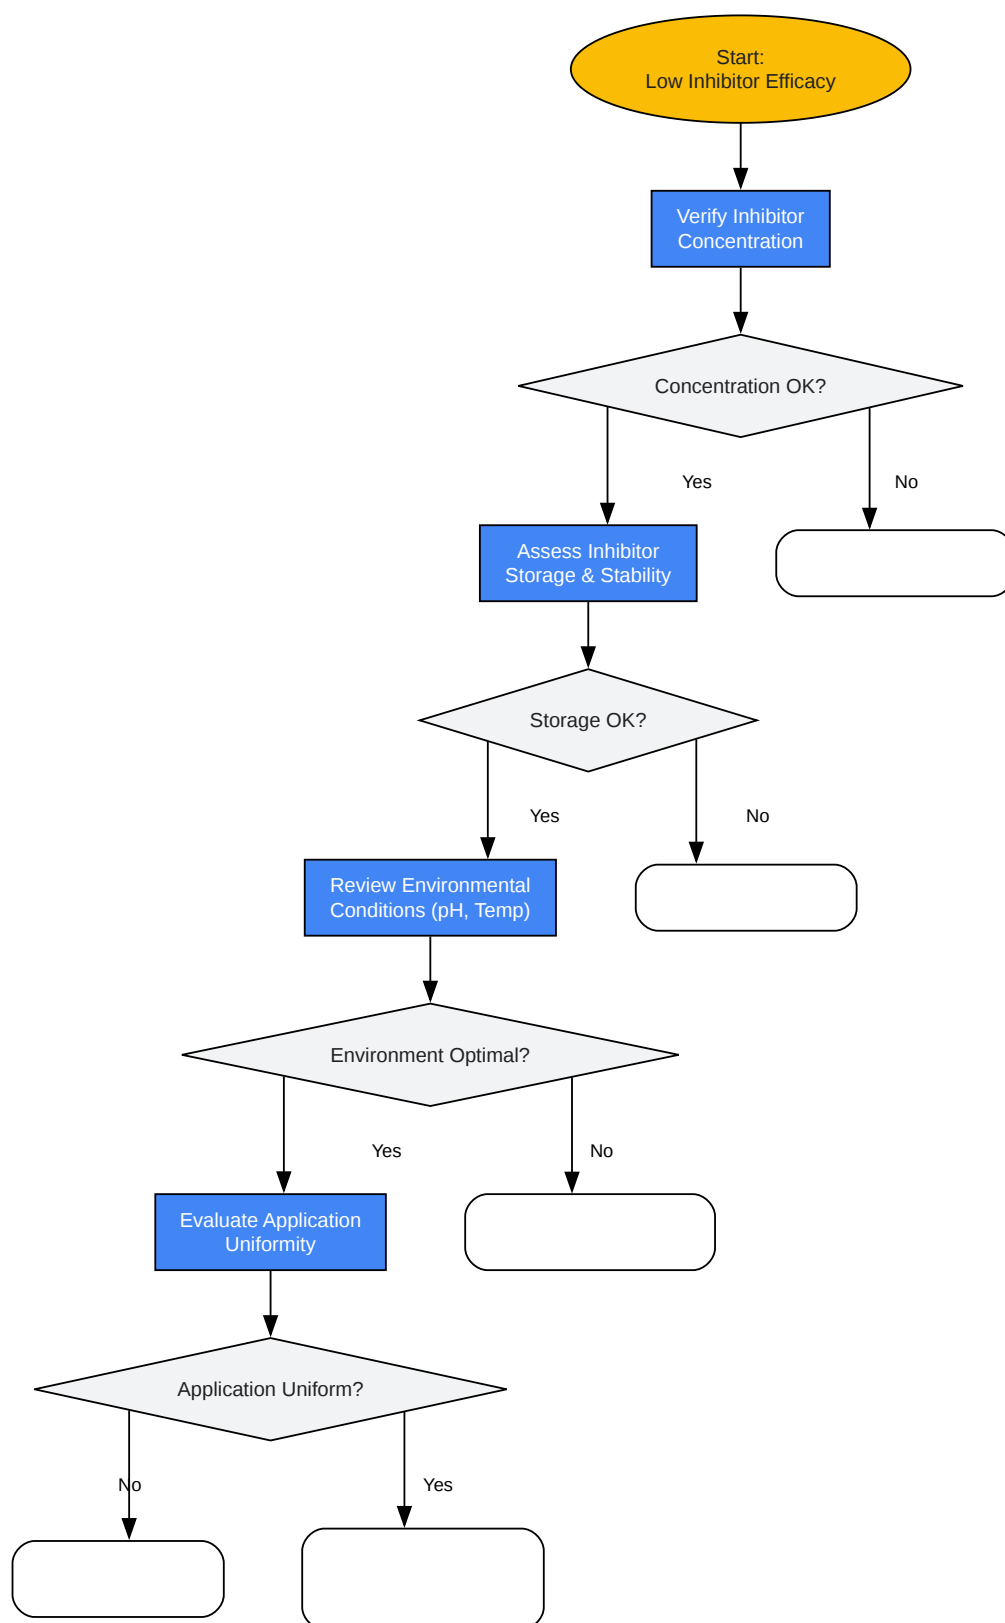 Start:
Low Inhibitor Efficacy
Verify Inhibitor
Concentration
Concentration OK?
Yes
No
Assess Inhibitor
Storage & Stability
Storage OK?
Yes
No
Review Environmental
Conditions (pH, Temp)
Environment Optimal?
Yes
No
Evaluate Application
Uniformity
Application Uniform?
No
Yes